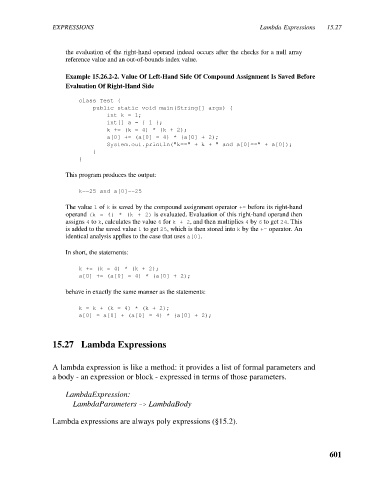 EXPRESSIONS Lambda Expressions 15.27
the evaluation of the right-hand operand indeed occurs after the checks for a null array
reference value and an out-of-bounds index value.
Example 15.26.2-2. Value Of Left-Hand Side Of Compound Assignment Is Saved Before
Evaluation Of Right-Hand Side
class Test {
public static void main(String[] args) {
int k = 1;
int[] a = { 1 };
k += (k = 4) * (k + 2);
a[0] += (a[0] = 4) * (a[0] + 2);
System.out.println("k==" + k + " and a[0]==" + a[0]);
}
}
This program produces the output:
k==25 and a[0]==25
The value 1 of k is saved by the compound assignment operator += before its right-hand
operand (k = 4) * (k + 2) is evaluated. Evaluation of this right-hand operand then
assigns 4 to k, calculates the value 6 for k + 2, and then multiplies 4 by 6 to get 24. This
is added to the saved value 1 to get 25, which is then stored into k by the += operator. An
identical analysis applies to the case that uses a[0].
In short, the statements:
k += (k = 4) * (k + 2);
a[0] += (a[0] = 4) * (a[0] + 2);
behave in exactly the same manner as the statements:
k = k + (k = 4) * (k + 2);
a[0] = a[0] + (a[0] = 4) * (a[0] + 2);
15.27 Lambda Expressions
A lambda expression is like a method: it provides a list of formal parameters and
a body - an expression or block - expressed in terms of those parameters.
LambdaExpression:
LambdaParameters -> LambdaBody
Lambda expressions are always poly expressions (§15.2).
601